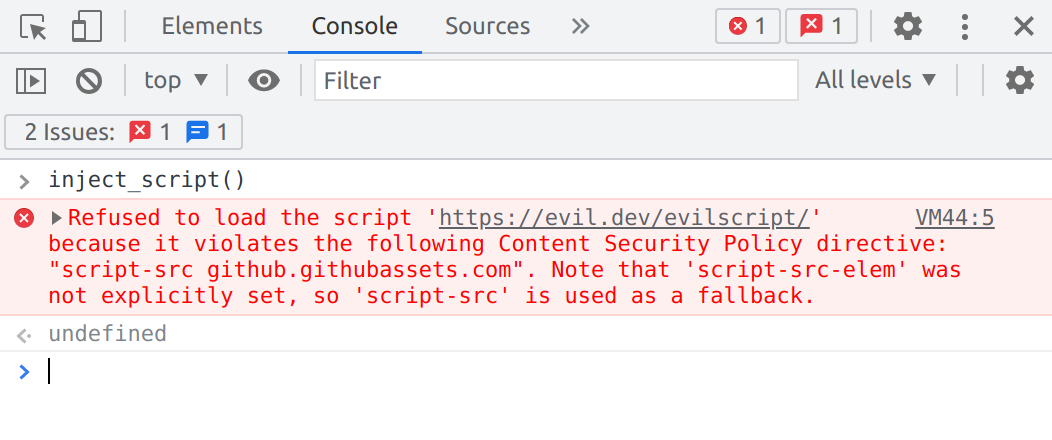 Elements Console Sources 1 1
top Filter All levels
2 Issues: 1 1
inject_script()
Refused to load the script 'https://evil.dev/evilscript/' VM44:5
because it violates the following Content Security Policy directive:
"script-src github.githubassets.com". Note that 'script-src-elem' was
not explicitly set, so 'script-src' is used as a fallback.
undefined